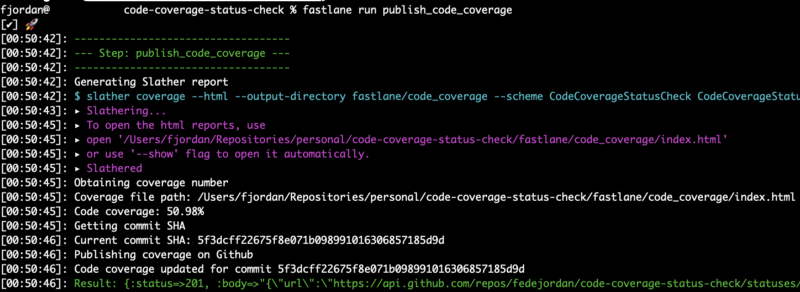 fjordan@ code-coverage-status-check % fastlane run publish_code_coverage
[✔] 🚀
[00:50:42]: ----------------------------------
[00:50:42]: --- Step: publish_code_coverage ---
[00:50:42]: ----------------------------------
[00:50:42]: Generating Slather report
[00:50:42]: $ slather coverage --html --output-directory fastlane/code_coverage --scheme CodeCoverageStatusCheck CodeCoverageStatu
[00:50:43]: ▸ Slathering...
[00:50:45]: ▸ To open the html reports, use
[00:50:45]: ▸ open '/Users/fjordan/Repositories/personal/code-coverage-status-check/fastlane/code_coverage/index.html'
[00:50:45]: ▸ or use '--show' flag to open it automatically.
[00:50:45]: ▸ Slathered
[00:50:45]: Obtaining coverage number
[00:50:45]: Coverage file path: /Users/fjordan/Repositories/personal/code-coverage-status-check/fastlane/code_coverage/index.html
[00:50:45]: Code coverage: 50.98%
[00:50:45]: Getting commit SHA
[00:50:46]: Current commit SHA: 5f3dcff22675f8e071b098991016306857185d9d
[00:50:46]: Publishing coverage on Github
[00:50:46]: Code coverage updated for commit 5f3dcff22675f8e071b098991016306857185d9d
[00:50:46]: Result: {:status=>201, :body=>"{\"url\":\"https://api.github.com/repos/fedejordan/code-coverage-status-check/statuses/